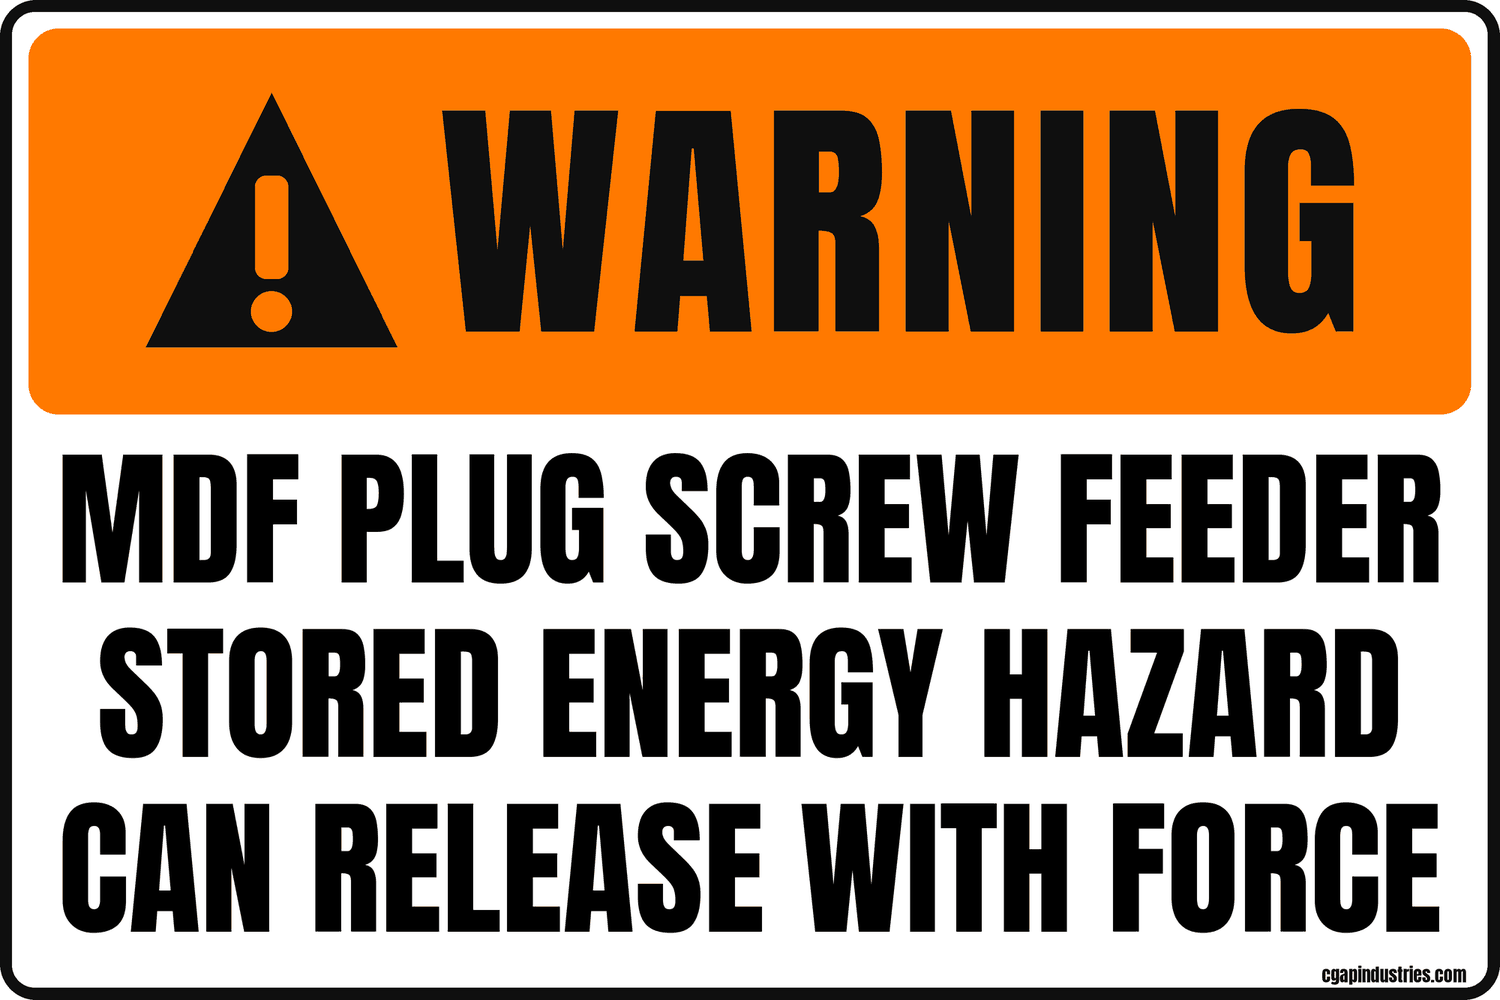 WARNING
MDF PLUG SCREW FEEDER
STORED ENERGY HAZARD
CAN RELEASE WITH FORCE
cgapindustries.com